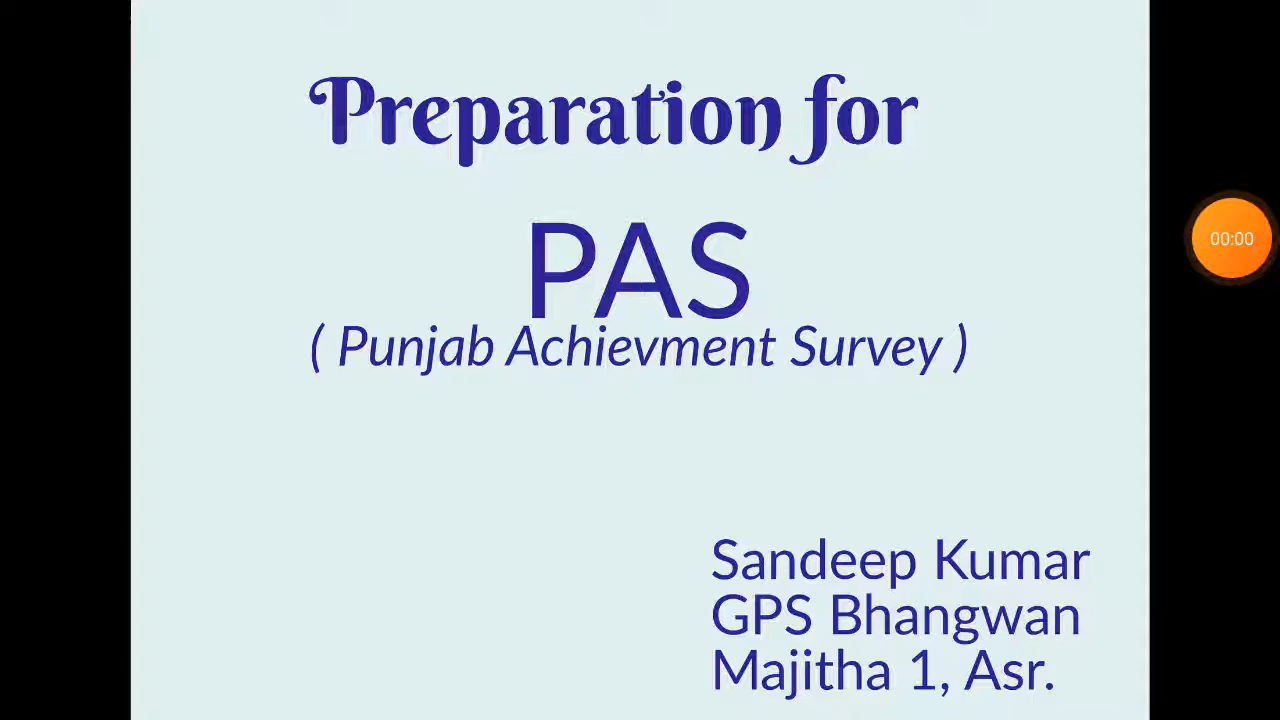 Preparation for
PAS
( Punjab Achievment Survey )
00:00
Sandeep Kumar
GPS Bhangwan
Majitha 1, Asr.